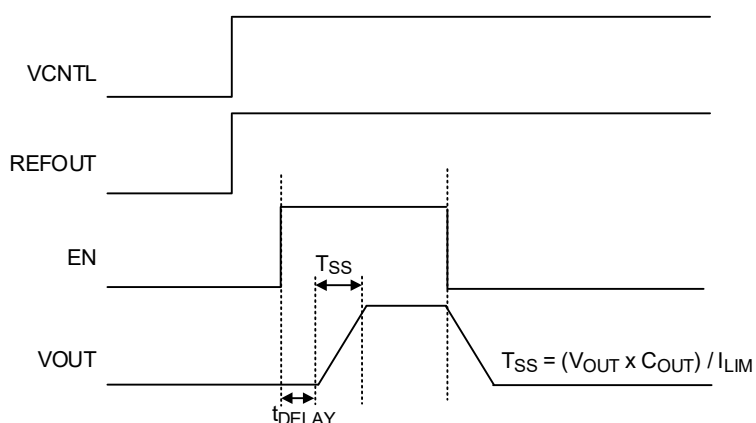 VCNTL
REFOUT
EN
TSS
VOUT
TSS = (VOUT x COUT) / ILIM
tDELAY